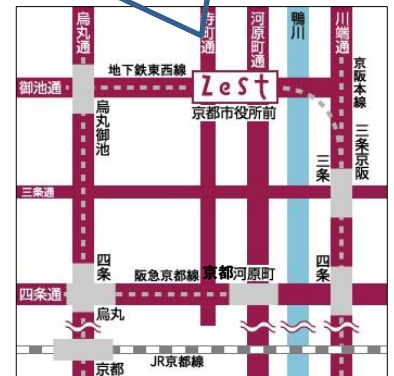 烏丸通
寺町通
河原町通
鴨川
川端通
地下鉄東西線
京阪本線
御池通
Zest
京都市役所前
烏丸御池
三条京阪
三条
三条通
四条
阪急京都線
京都河原町
四条
四条通
烏丸
JR京都線
京都